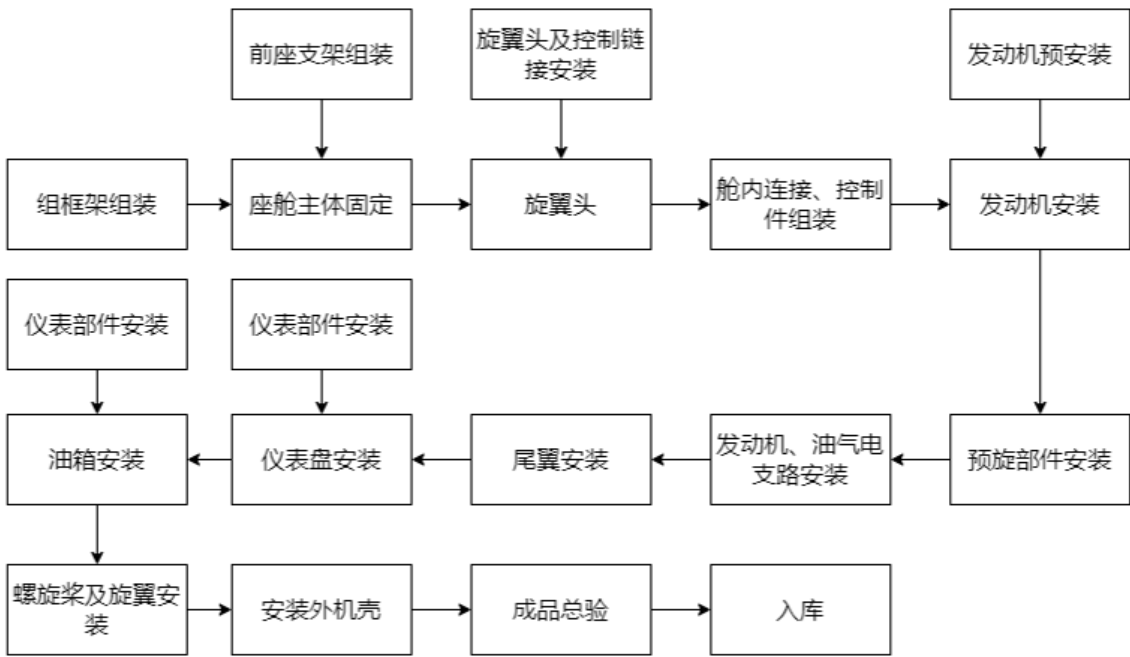 前座支架组装
旋翼头及控制链
接安装
发动机预安装
组框架组装
座舱主体固定
旋翼头
舱内连接、控制
件组装
发动机安装
仪表部件安装
仪表部件安装
油箱安装
仪表盘安装
尾翼安装
发动机、油气电
支路安装
预旋部件安装
螺旋桨及旋翼安
装
安装外机壳
成品总验
入库